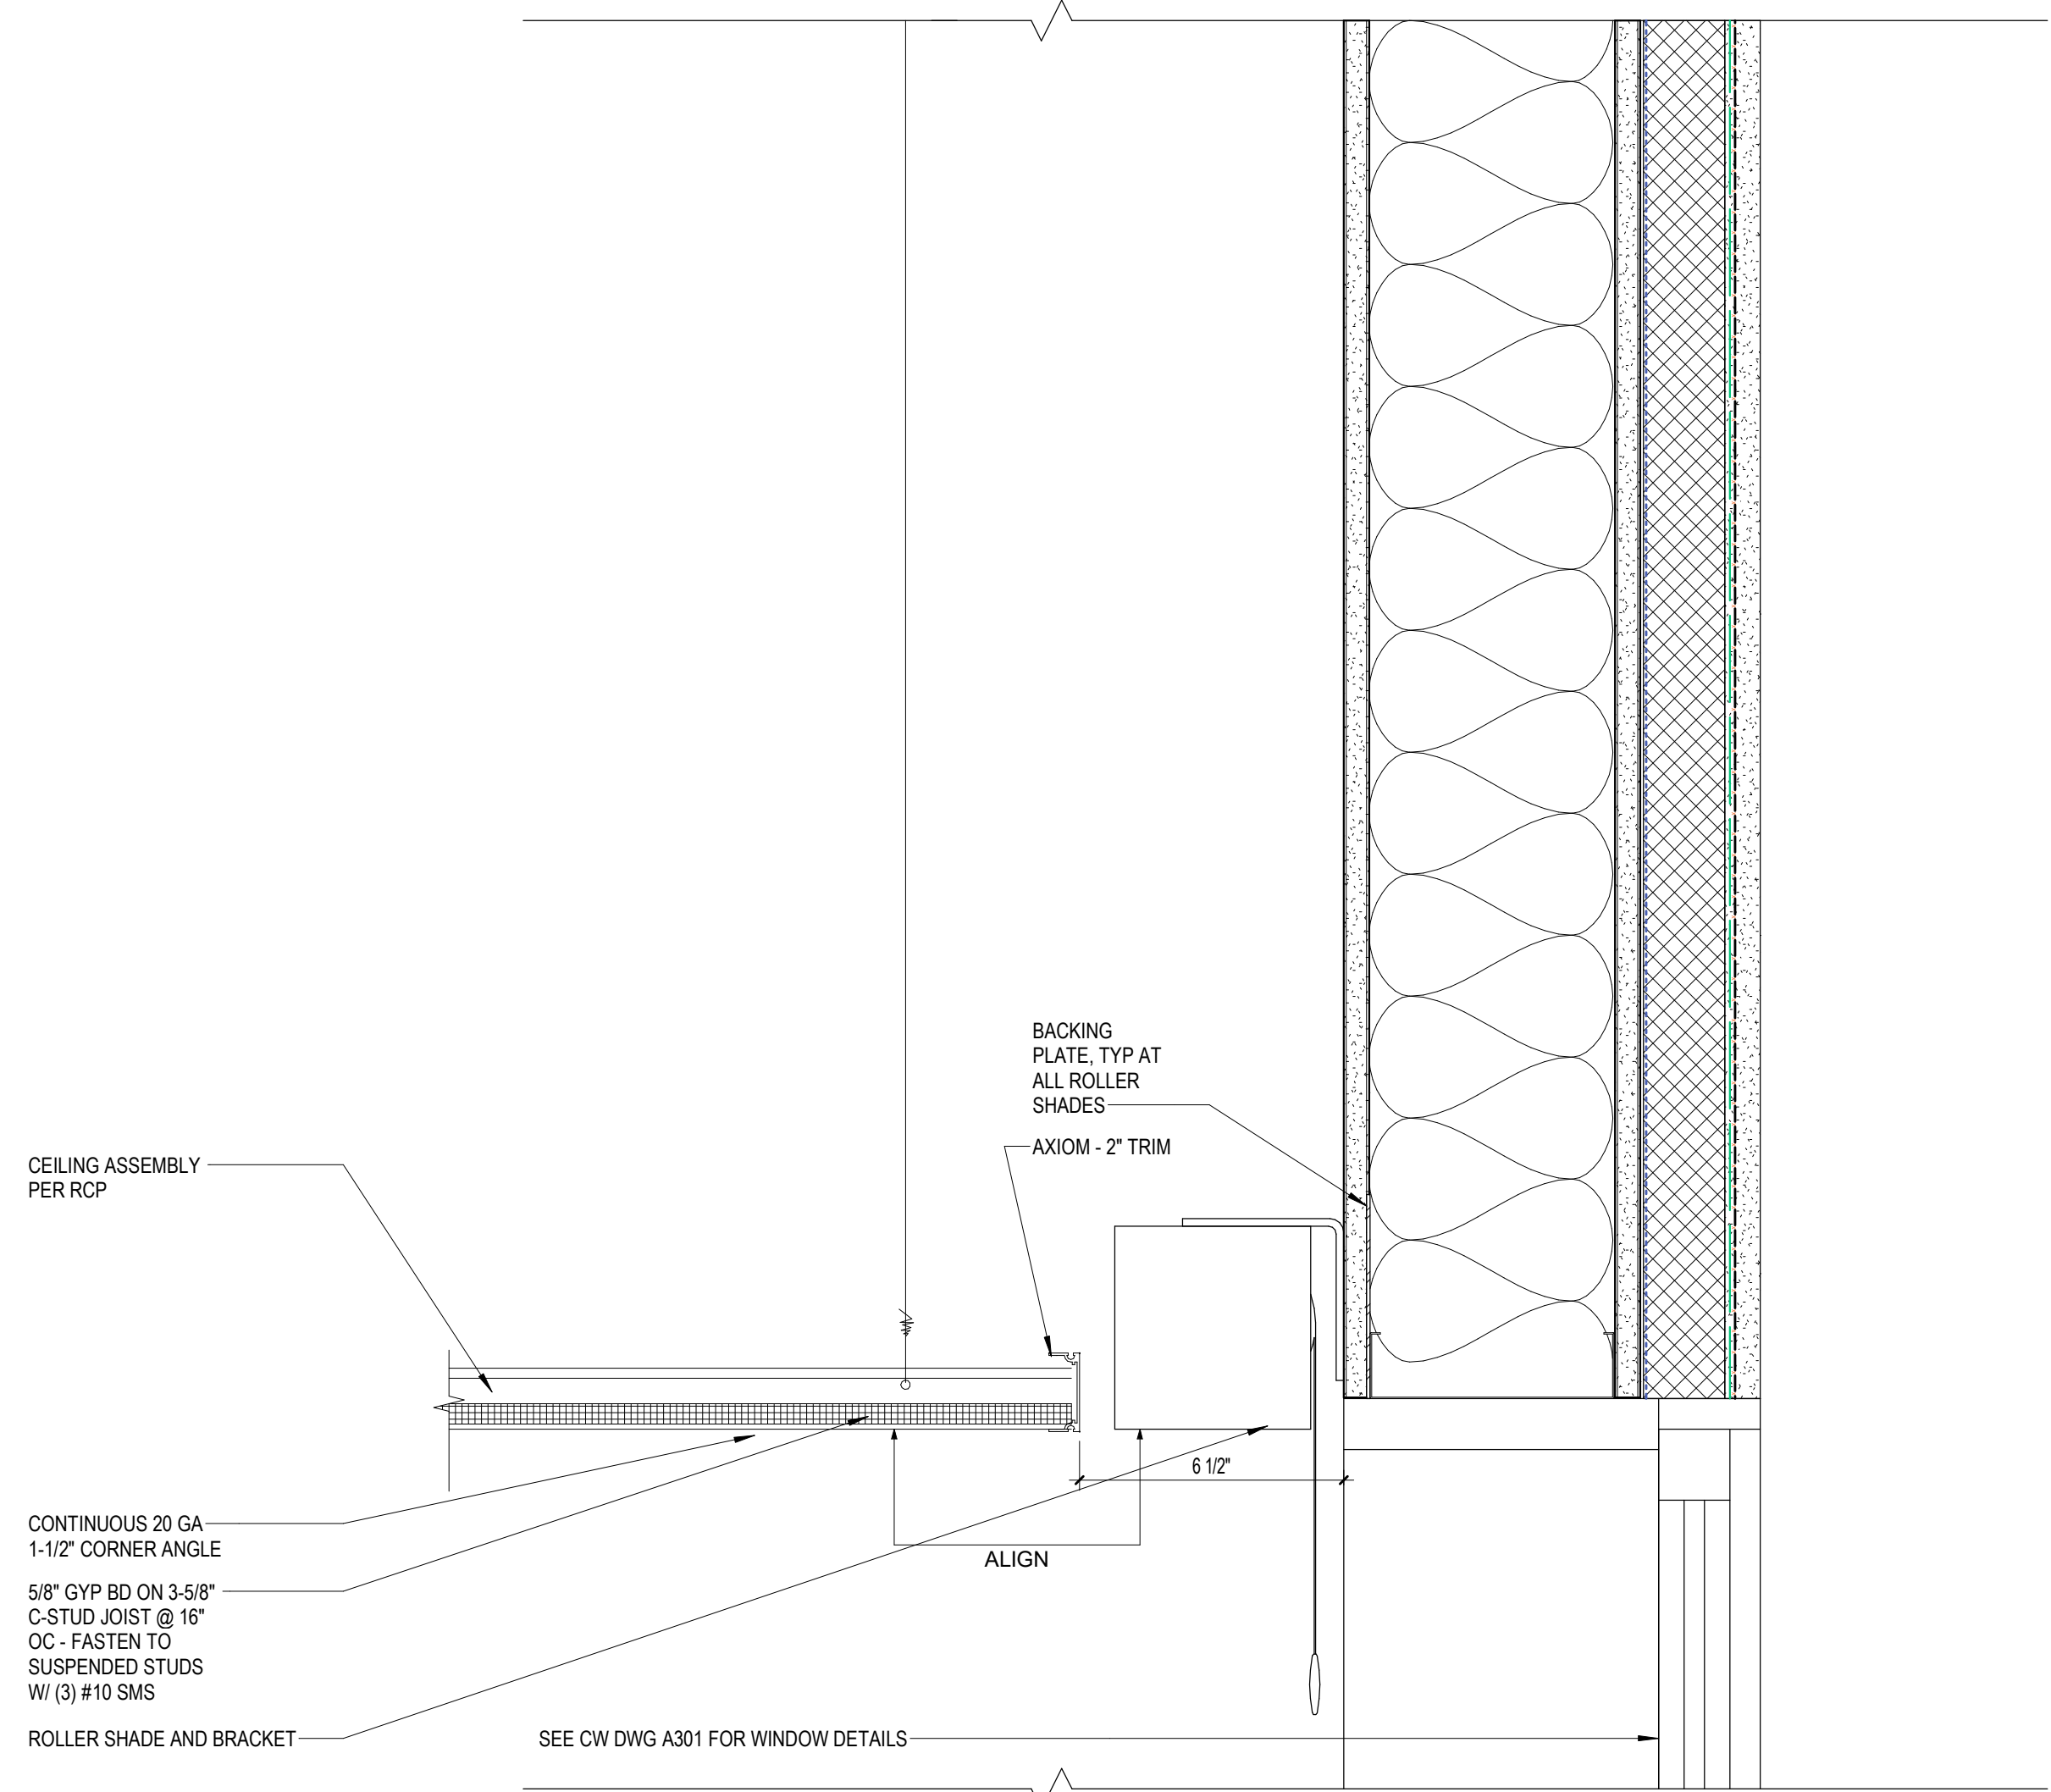 BACKING
PLATE, TYP AT
ALL ROLLER
SHADES
AXIOM - 2" TRIM
CEILING ASSEMBLY
PER RCP
6 1/2"
CONTINUOUS 20 GA
1-1/2" CORNER ANGLE
ALIGN
5/8" GYP BD ON 3-5/8"
C-STUD JOIST @ 16"
OC - FASTEN TO
SUSPENDED STUDS
W/ (3) #10 SMS
ROLLER SHADE AND BRACKET
SEE CW DWG A301 FOR WINDOW DETAILS